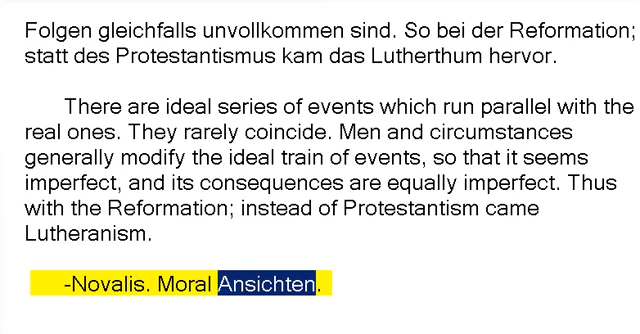 Folgen gleichfalls unvollkommen sind. So bei der Reformation;
statt des Protestantismus kam das Lutherthum hervor.
There are ideal series of events which run parallel with the
real ones. They rarely coincide. Men and circumstances
generally modify the ideal train of events, so that it seems
imperfect, and its consequences are equally imperfect. Thus
with the Reformation; instead of Protestantism came
Lutheranism.
-Novalis. Moral Ansichten.